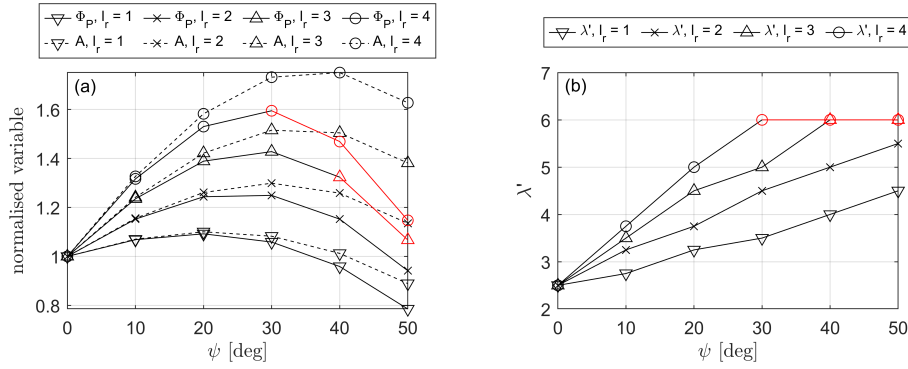 Φ_P, l_r = 1 Φ_P, l_r = 2 Φ_P, l_r = 3 Φ_P, l_r = 4
A, l_r = 1 A, l_r = 2 A, l_r = 3 A, l_r = 4
(a)
normalised variable
1.6
1.4
1.2
1
0.8
0 10 20 30 40 50
ψ [deg]
λ', l_r = 1 λ', l_r = 2 λ', l_r = 3 λ', l_r = 4
(b)
λ'
7
6
5
4
3
2
0 10 20 30 40 50
ψ [deg]